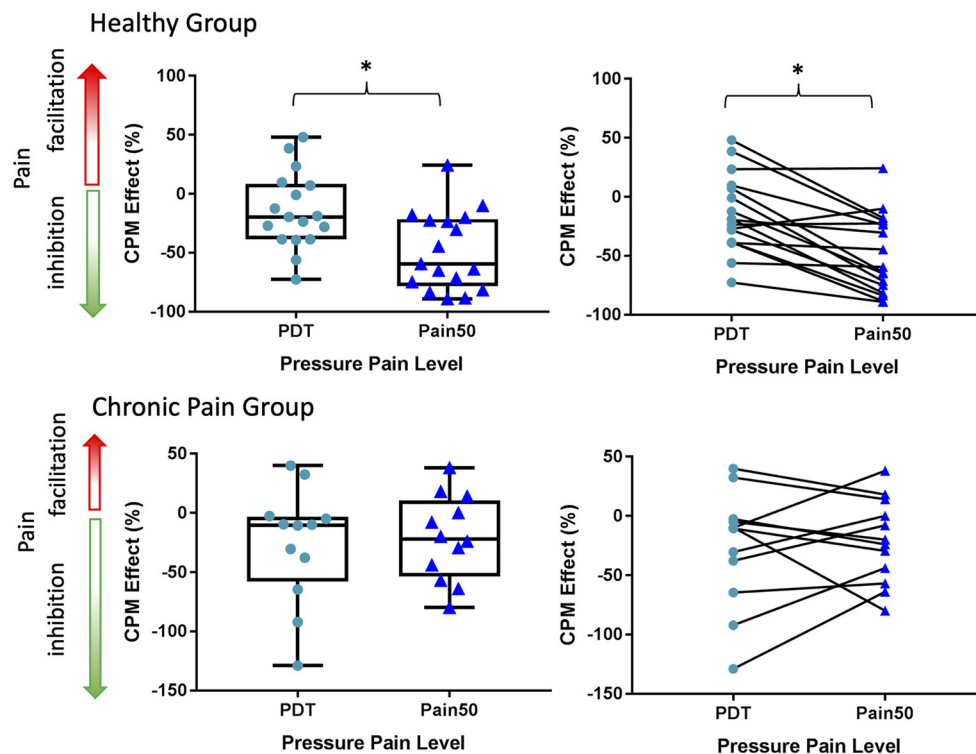 Healthy Group
Pain
facilitation
inhibition
CPM Effect (%)
100
50
0
-50
-100
*
PDT
Pain50
Pressure Pain Level
CPM Effect (%)
100
50
0
-50
-100
*
PDT
Pain50
Pressure Pain Level
Chronic Pain Group
Pain
facilitation
inhibition
CPM Effect (%)
50
0
-50
-100
-150
PDT
Pain50
Pressure Pain Level
CPM Effect (%)
50
0
-50
-100
-150
PDT
Pain50
Pressure Pain Level